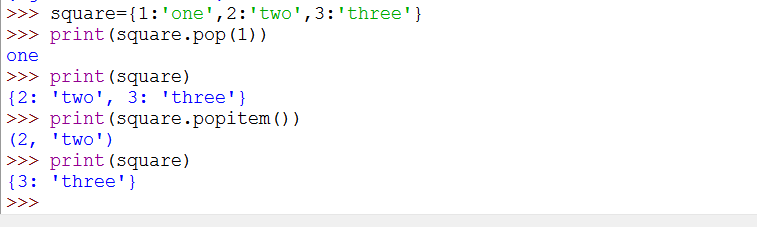 >>> square={1:'one',2:'two',3:'three'}
>>> print(square.pop(1))
one
>>> print(square)
{2: 'two', 3: 'three'}
>>> print(square.popitem())
(2, 'two')
>>> print(square)
{3: 'three'}
>>>